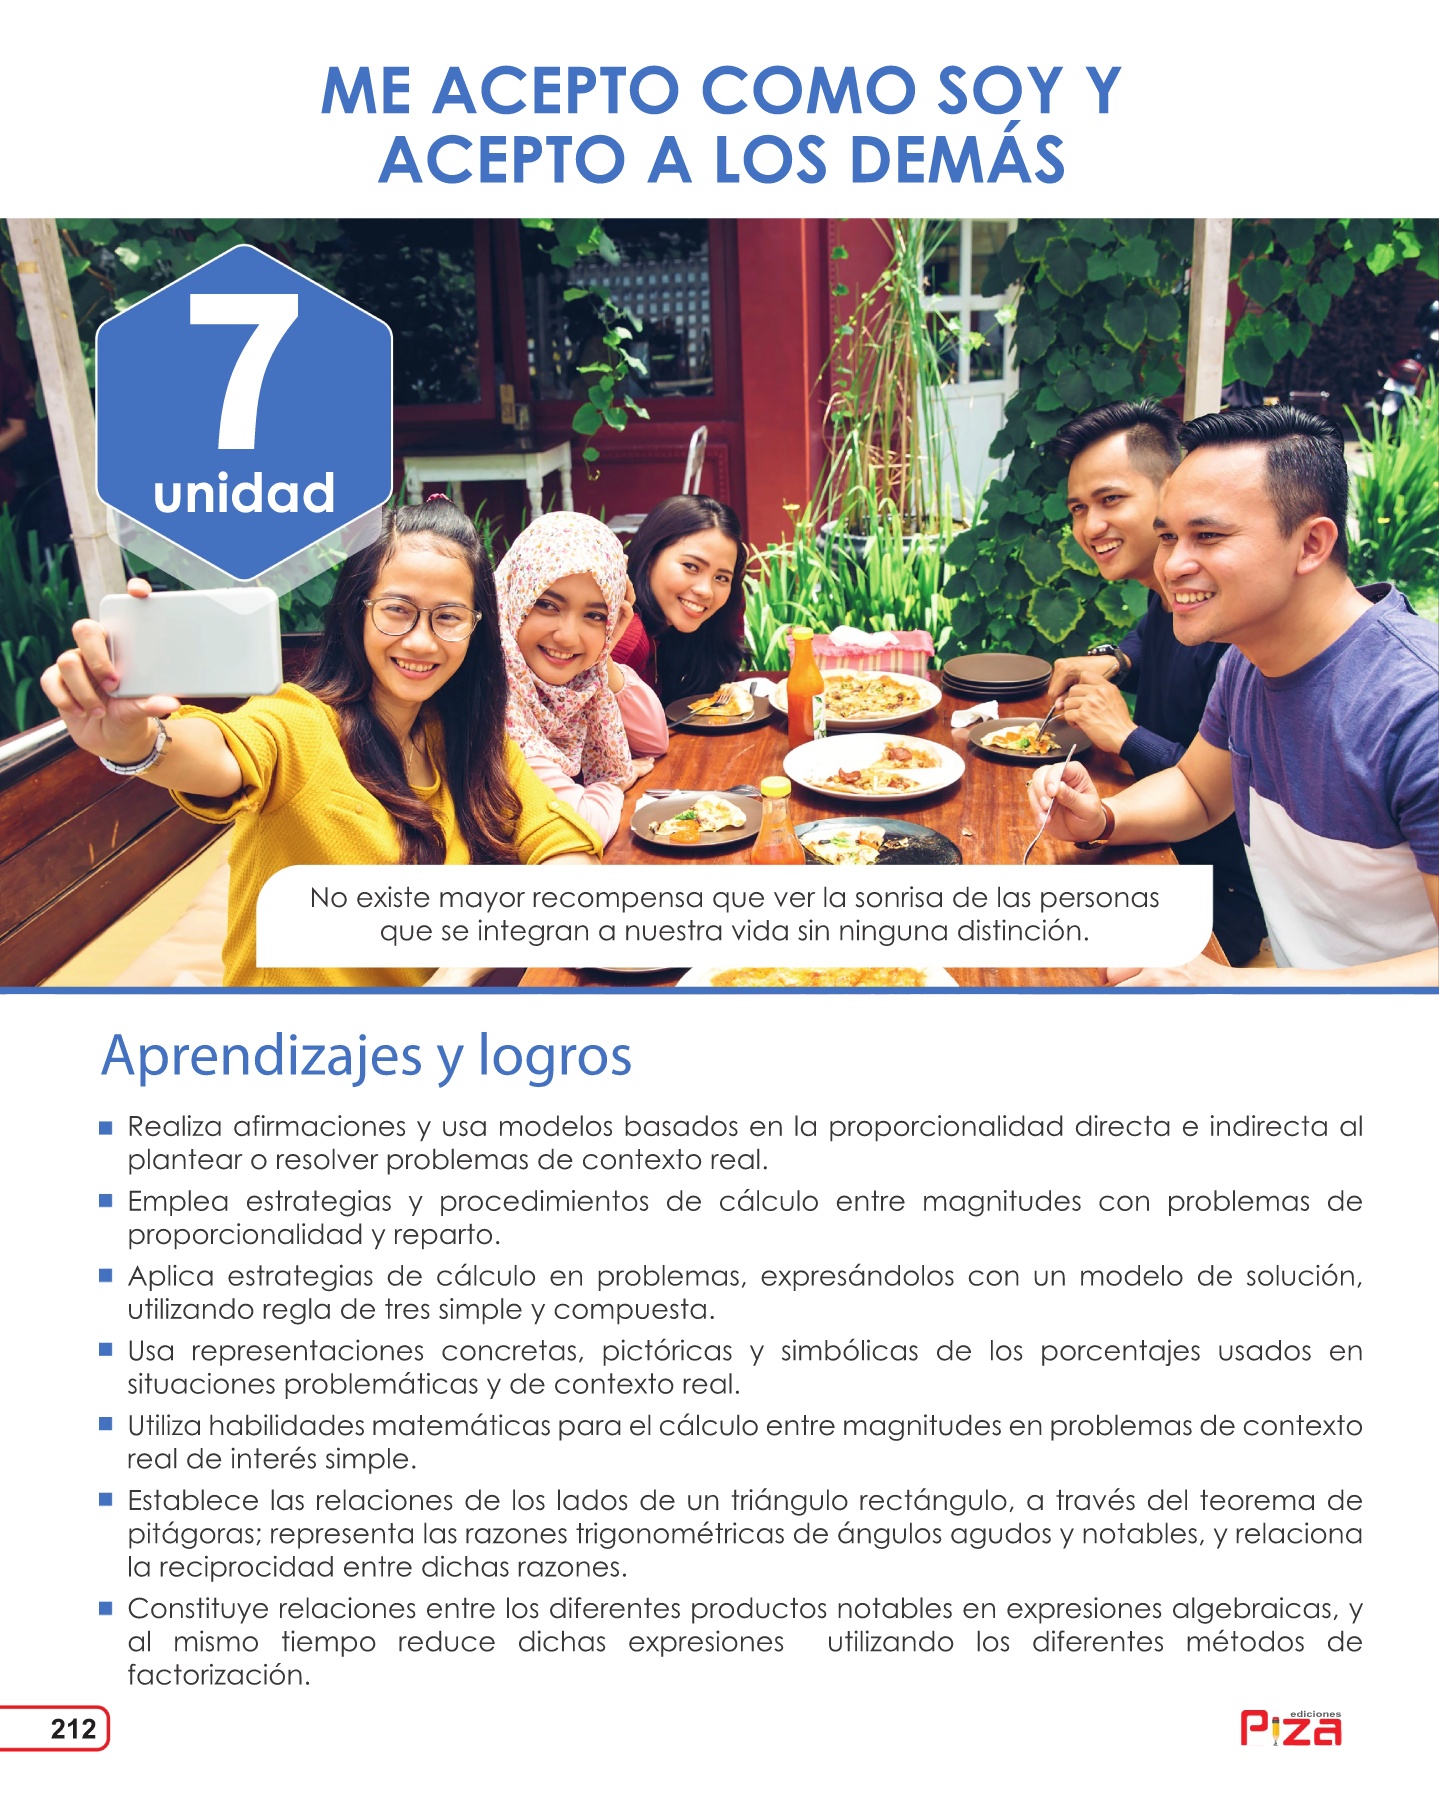 ME ACEPTO COMO SOY Y
ACEPTO A LOS DEMÁS
7
unidad
No existe mayor recompensa que ver la sonrisa de las personas
que se integran a nuestra vida sin ninguna distinción.
Aprendizajes y logros
Realiza afirmaciones y usa modelos basados en la proporcionalidad directa e indirecta al
plantear o resolver problemas de contexto real.
Emplea estrategias y procedimientos de cálculo entre magnitudes con problemas de
proporcionalidad y reparto.
Aplica estrategias de cálculo en problemas, expresándolos con un modelo de solución,
utilizando regla de tres simple y compuesta.
Usa representaciones concretas, pictóricas y simbólicas de los porcentajes usados en
situaciones problemáticas y de contexto real.
Utiliza habilidades matemáticas para el cálculo entre magnitudes en problemas de contexto
real de interés simple.
Establece las relaciones de los lados de un triángulo rectángulo, a través del teorema de
pitágoras; representa las razones trigonométricas de ángulos agudos y notables, y relaciona
la reciprocidad entre dichas razones.
Constituye relaciones entre los diferentes productos notables en expresiones algebraicas, y
al mismo tiempo reduce dichas expresiones utilizando los diferentes métodos de
factorización.
212
ediciones
Piza